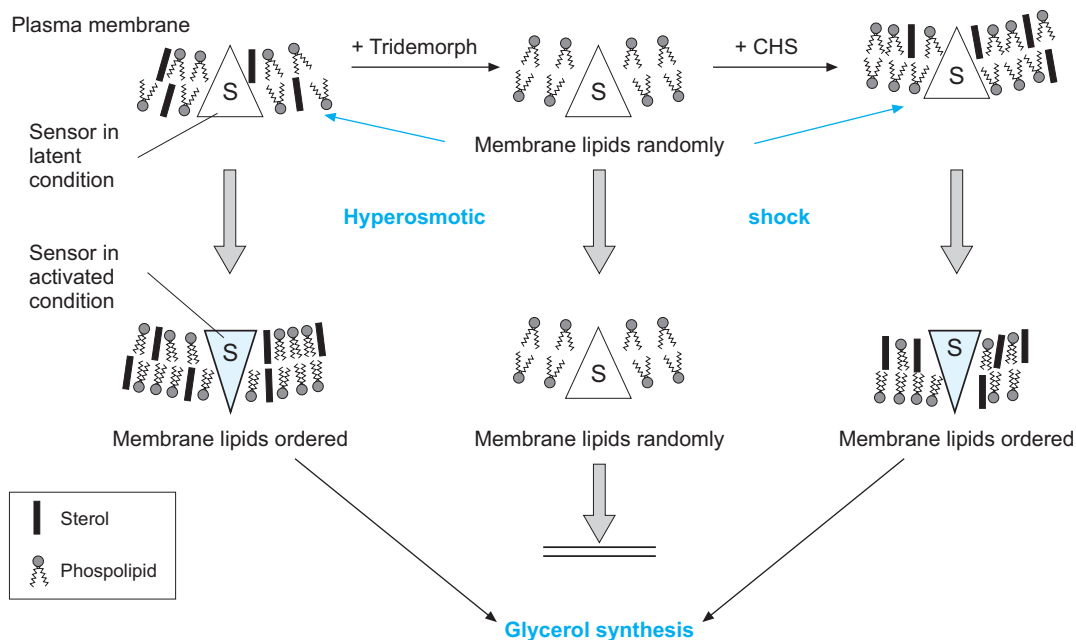 Plasma membrane
+ Tridemorph
+ CHS
S
S
S
Sensor in
latent
condition
Membrane lipids randomly
Hyperosmotic
shock
Sensor in
activated
condition
S
S
S
Membrane lipids ordered
Membrane lipids randomly
Membrane lipids ordered
Sterol
Phospolipid
Glycerol synthesis